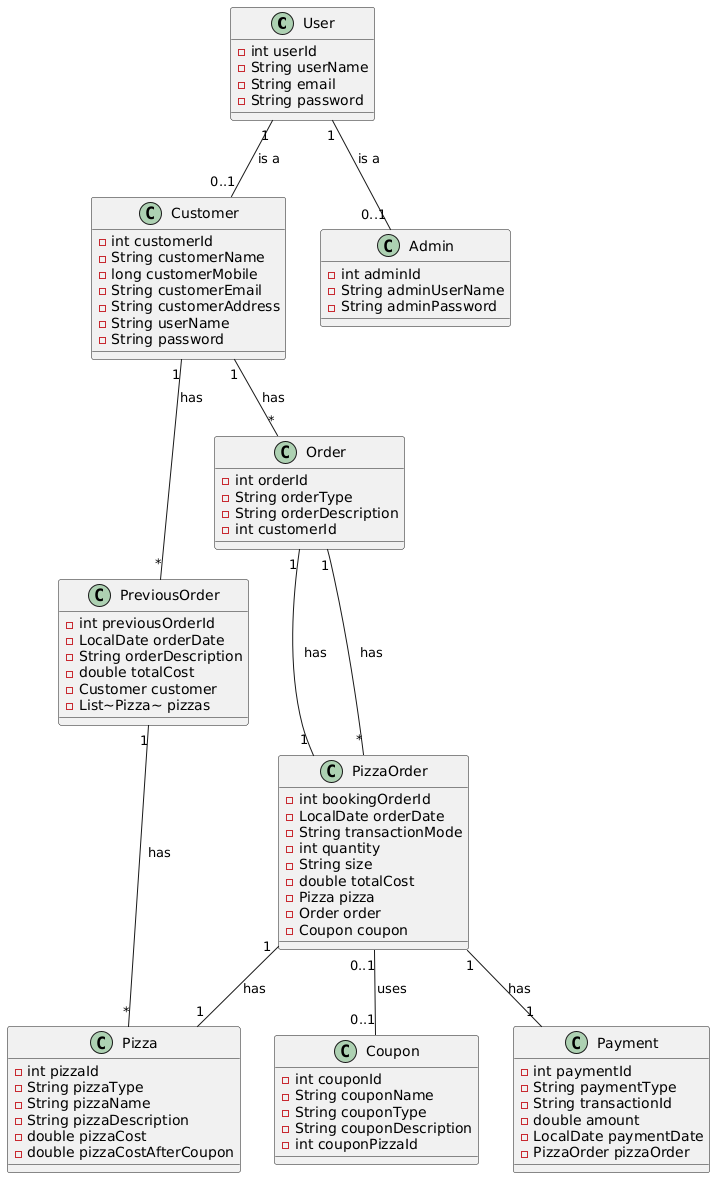 C User
int userId
String userName
String email
String password
1
1
is a
is a
0..1
0..1
C Customer
int customerId
String customerName
long customerMobile
String customerEmail
String customerAddress
String userName
String password
C Admin
int adminId
String adminUserName
String adminPassword
1
1
has
has
*
*
C Order
int orderId
String orderType
String orderDescription
int customerId
C PreviousOrder
int previousOrderId
LocalDate orderDate
String orderDescription
double totalCost
Customer customer
List~Pizza~ pizzas
1
1
has
has
1
*
C PizzaOrder
int bookingOrderId
LocalDate orderDate
String transactionMode
int quantity
String size
double totalCost
Pizza pizza
Order order
Coupon coupon
1
has
*
1
0..1
1
has
uses
has
1
0..1
1
C Pizza
int pizzaId
String pizzaType
String pizzaName
String pizzaDescription
double pizzaCost
double pizzaCostAfterCoupon
C Coupon
int couponId
String couponName
String couponType
String couponDescription
int couponPizzaId
C Payment
int paymentId
String paymentType
String transactionId
double amount
LocalDate paymentDate
PizzaOrder pizzaOrder